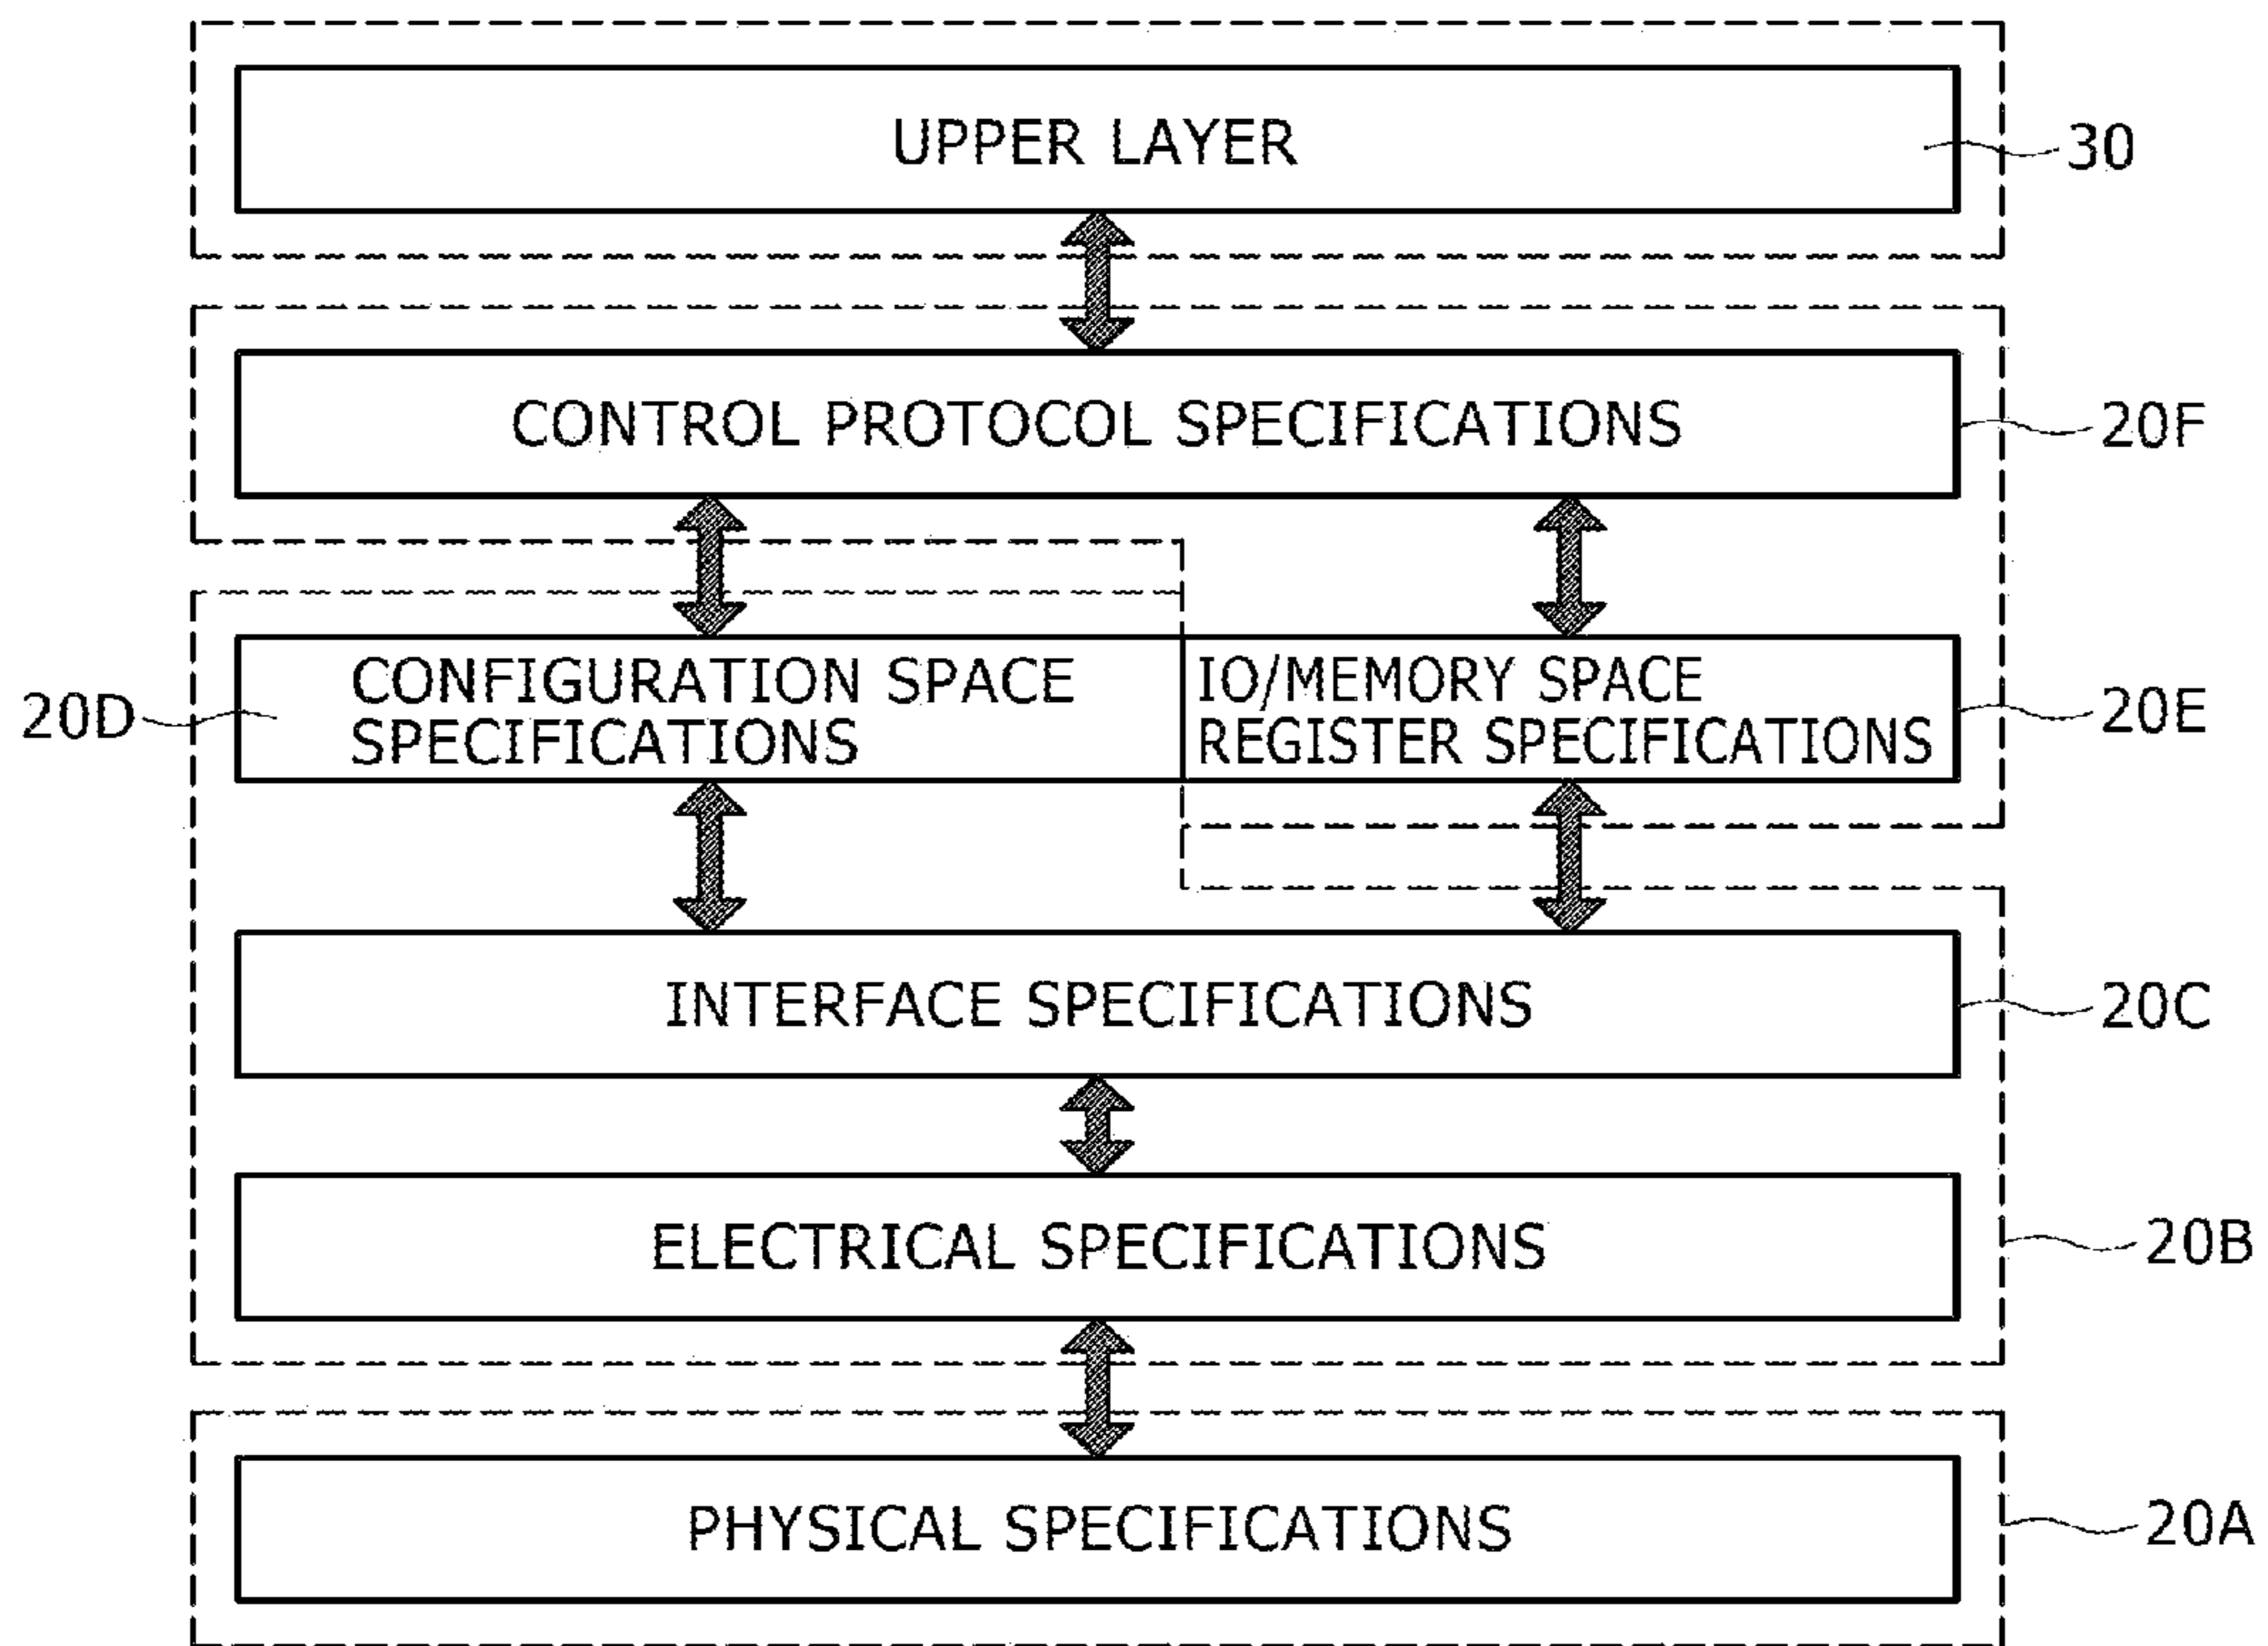 UPPER LAYER
30
CONTROL PROTOCOL SPECIFICATIONS
20F
20D
CONFIGURATION SPACE
SPECIFICATIONS
IO/MEMORY SPACE
REGISTER SPECIFICATIONS
20E
INTERFACE SPECIFICATIONS
20C
ELECTRICAL SPECIFICATIONS
20B
PHYSICAL SPECIFICATIONS
20A